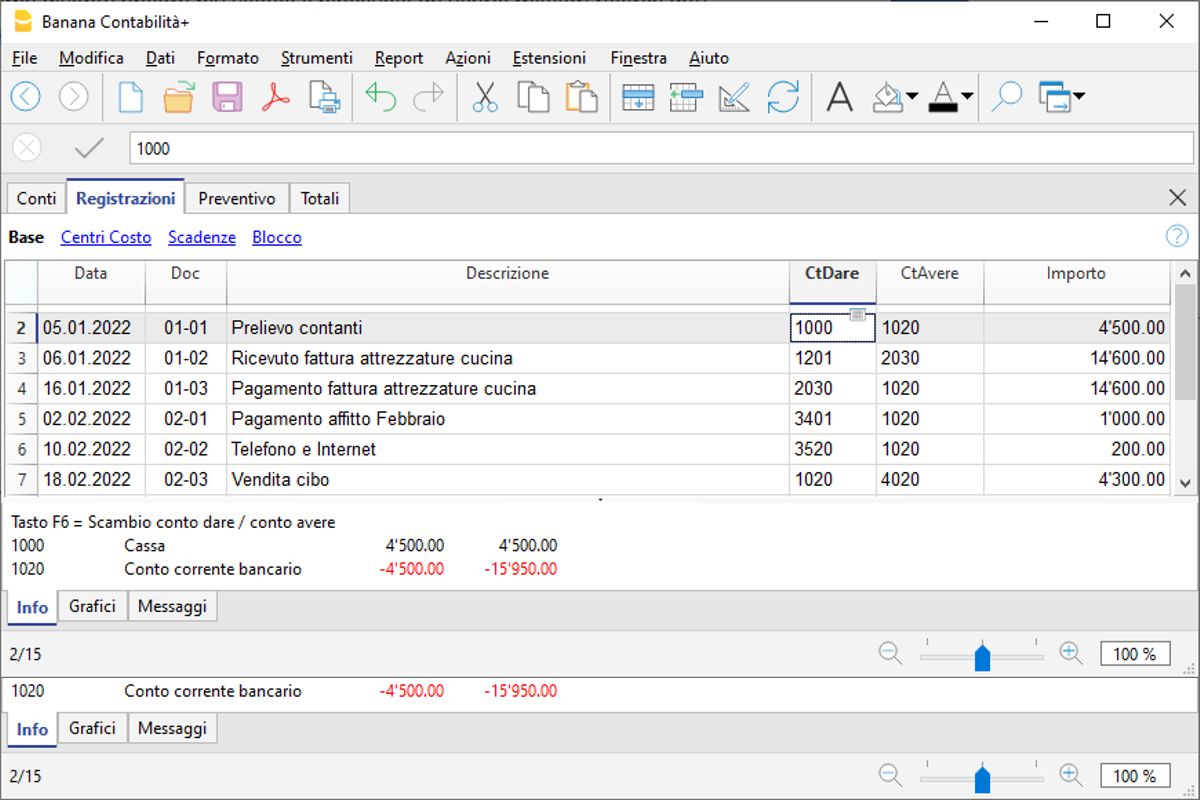 Banana Contabilità+
File Modifica Dati Formato Strumenti Report Azioni Estensioni Finestra Aiuto
1000
Conti Registrazioni Preventivo Totali
Base Centri Costo Scadenze Blocco
Data Doc Descrizione CtDare CtAvere Importo
2 05.01.2022 01-01 Prelievo contanti 1000 1020 4'500.00
3 06.01.2022 01-02 Ricevuto fattura attrezzature cucina 1201 2030 14'600.00
4 16.01.2022 01-03 Pagamento fattura attrezzature cucina 2030 1020 14'600.00
5 02.02.2022 02-01 Pagamento affitto Febbraio 3401 1020 1'000.00
6 10.02.2022 02-02 Telefono e Internet 3520 1020 200.00
7 18.02.2022 02-03 Vendita cibo 1020 4020 4'300.00
Tasto F6 = Scambio conto dare / conto avere
1000 Cassa 4'500.00 4'500.00
1020 Conto corrente bancario -4'500.00 -15'950.00
Info Grafici Messaggi
2/15 100 %
1020 Conto corrente bancario -4'500.00 -15'950.00
Info Grafici Messaggi
2/15 100 %